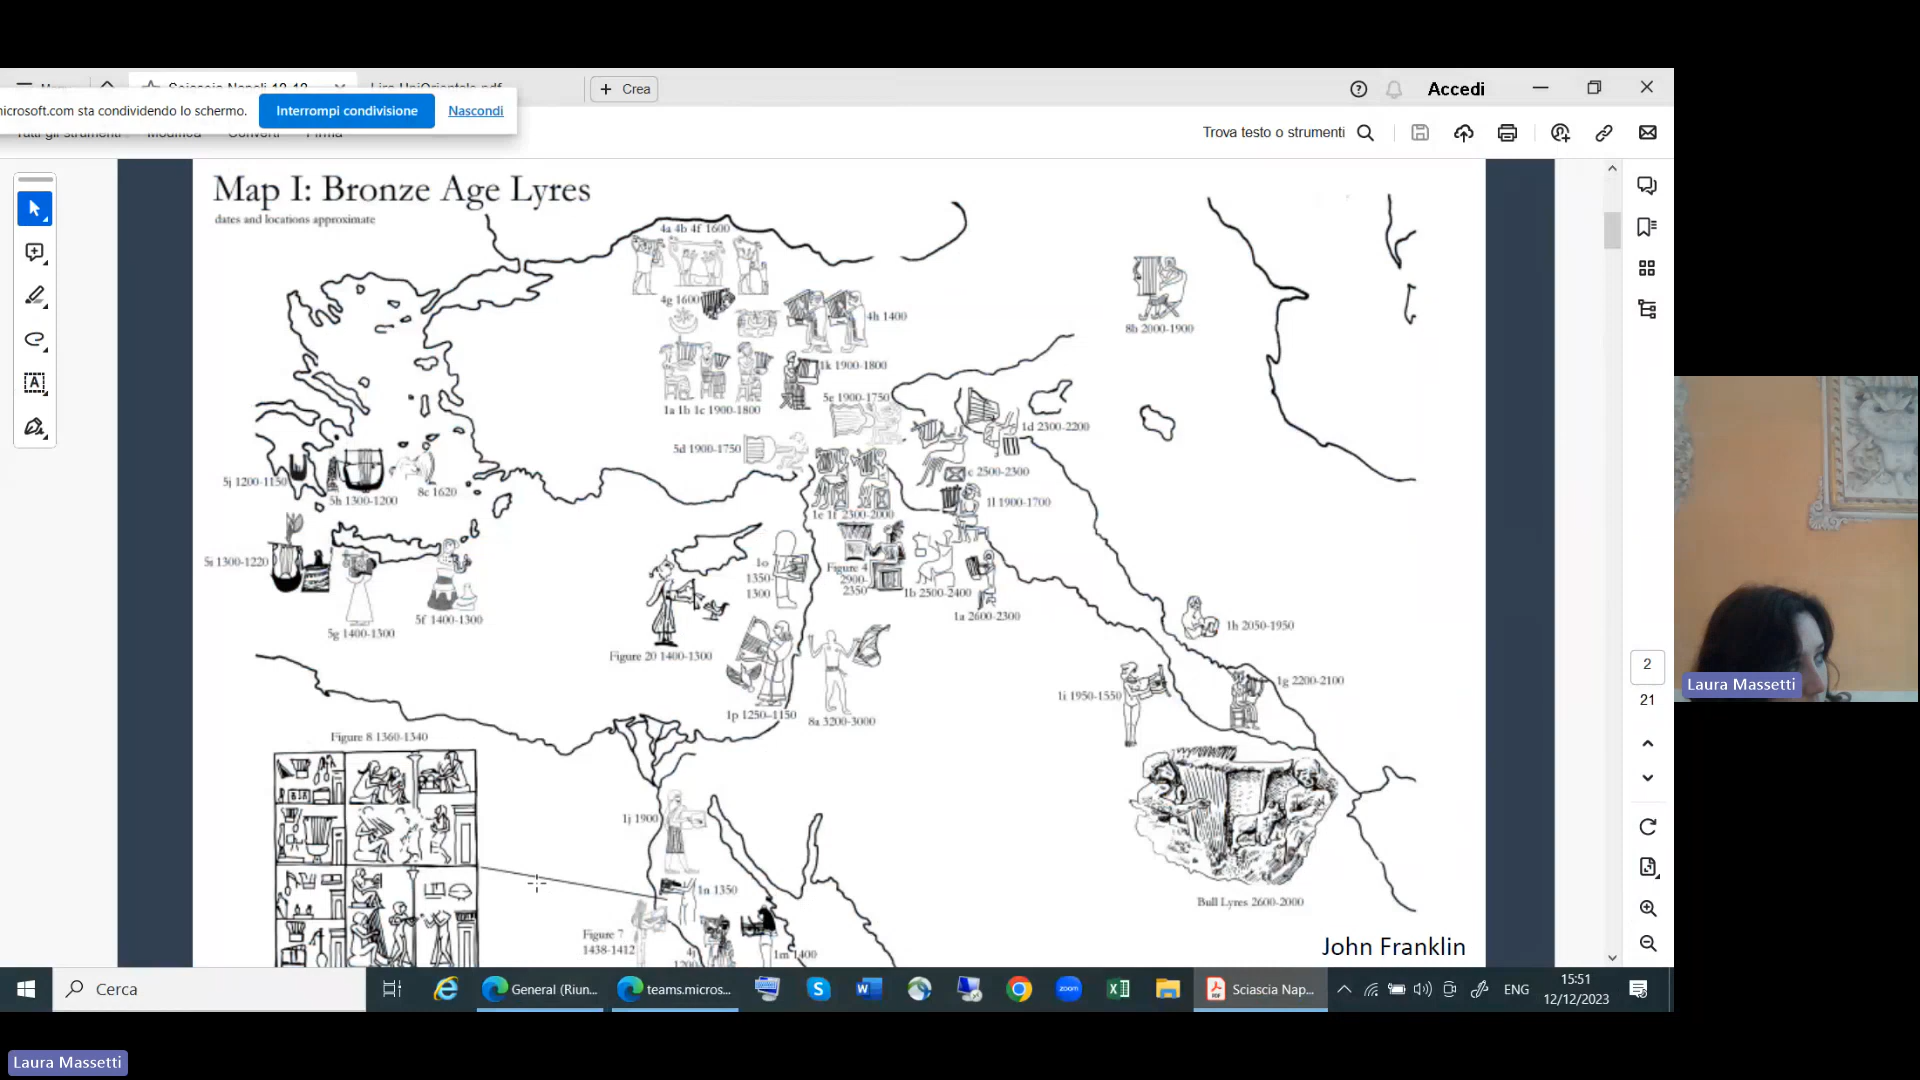 Accedi
Crea
microsoft.com sta condividendo lo schermo.
Interrompi condivisione
Nascondi
Trova testo o strumenti
Map I: Bronze Age Lyres
dates and locations approximate
4a 4b 4f 1600
4g 1600
4h 1400
8b 2000-1900
1k 1900-1800
1a 1b 1c 1900-1800
5e 1900-1750
1d 2300-2200
5d 1900-1750
c 2500-2300
5j 1200-1150
5h 1300-1200
8c 1620
1l 1900-1700
1e 1f 2300-2000
5i 1300-1220
1o
1350-
1300
Figure 4
2900-
2350
1b 2500-2400
1a 2600-2300
5g 1400-1300
5f 1400-1300
1h 2050-1950
Figure 20 1400-1300
1p 1250-1150
8a 3200-3000
1i 1950-1550
1g 2200-2100
2
21
Laura Massetti
Figure 8 1360-1340
1j 1900
1n 1350
Bull Lyres 2600-2000
Figure 7
1438-1412
4j
1200
1m 1400
John Franklin
Cerca
General (Riun...
teams.micros...
zoom
Sciascia Nap...
ENG
15:51
12/12/2023
Laura Massetti